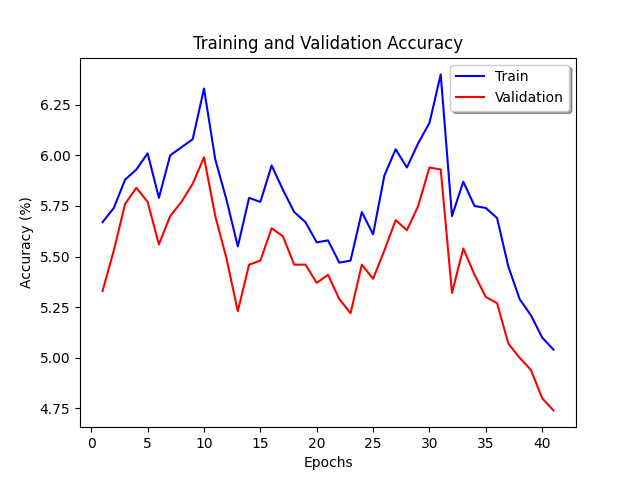 Training and Validation Accuracy
Train
Validation
6.25
6.00
5.75
5.50
5.25
5.00
4.75
Accuracy (%)
0 5 10 15 20 25 30 35 40
Epochs